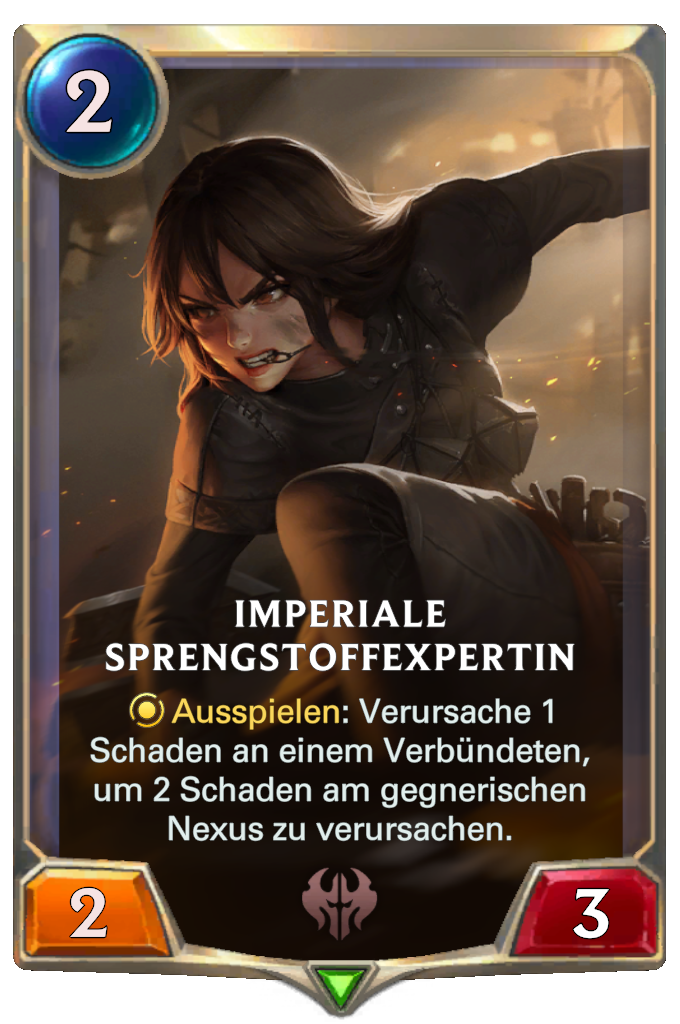 2
IMPERIALE
SPRENGSTOFFEXPERTIN
Ausspielen: Verursache 1
Schaden an einem Verbündeten,
um 2 Schaden am gegnerischen
Nexus zu verursachen.
2
3